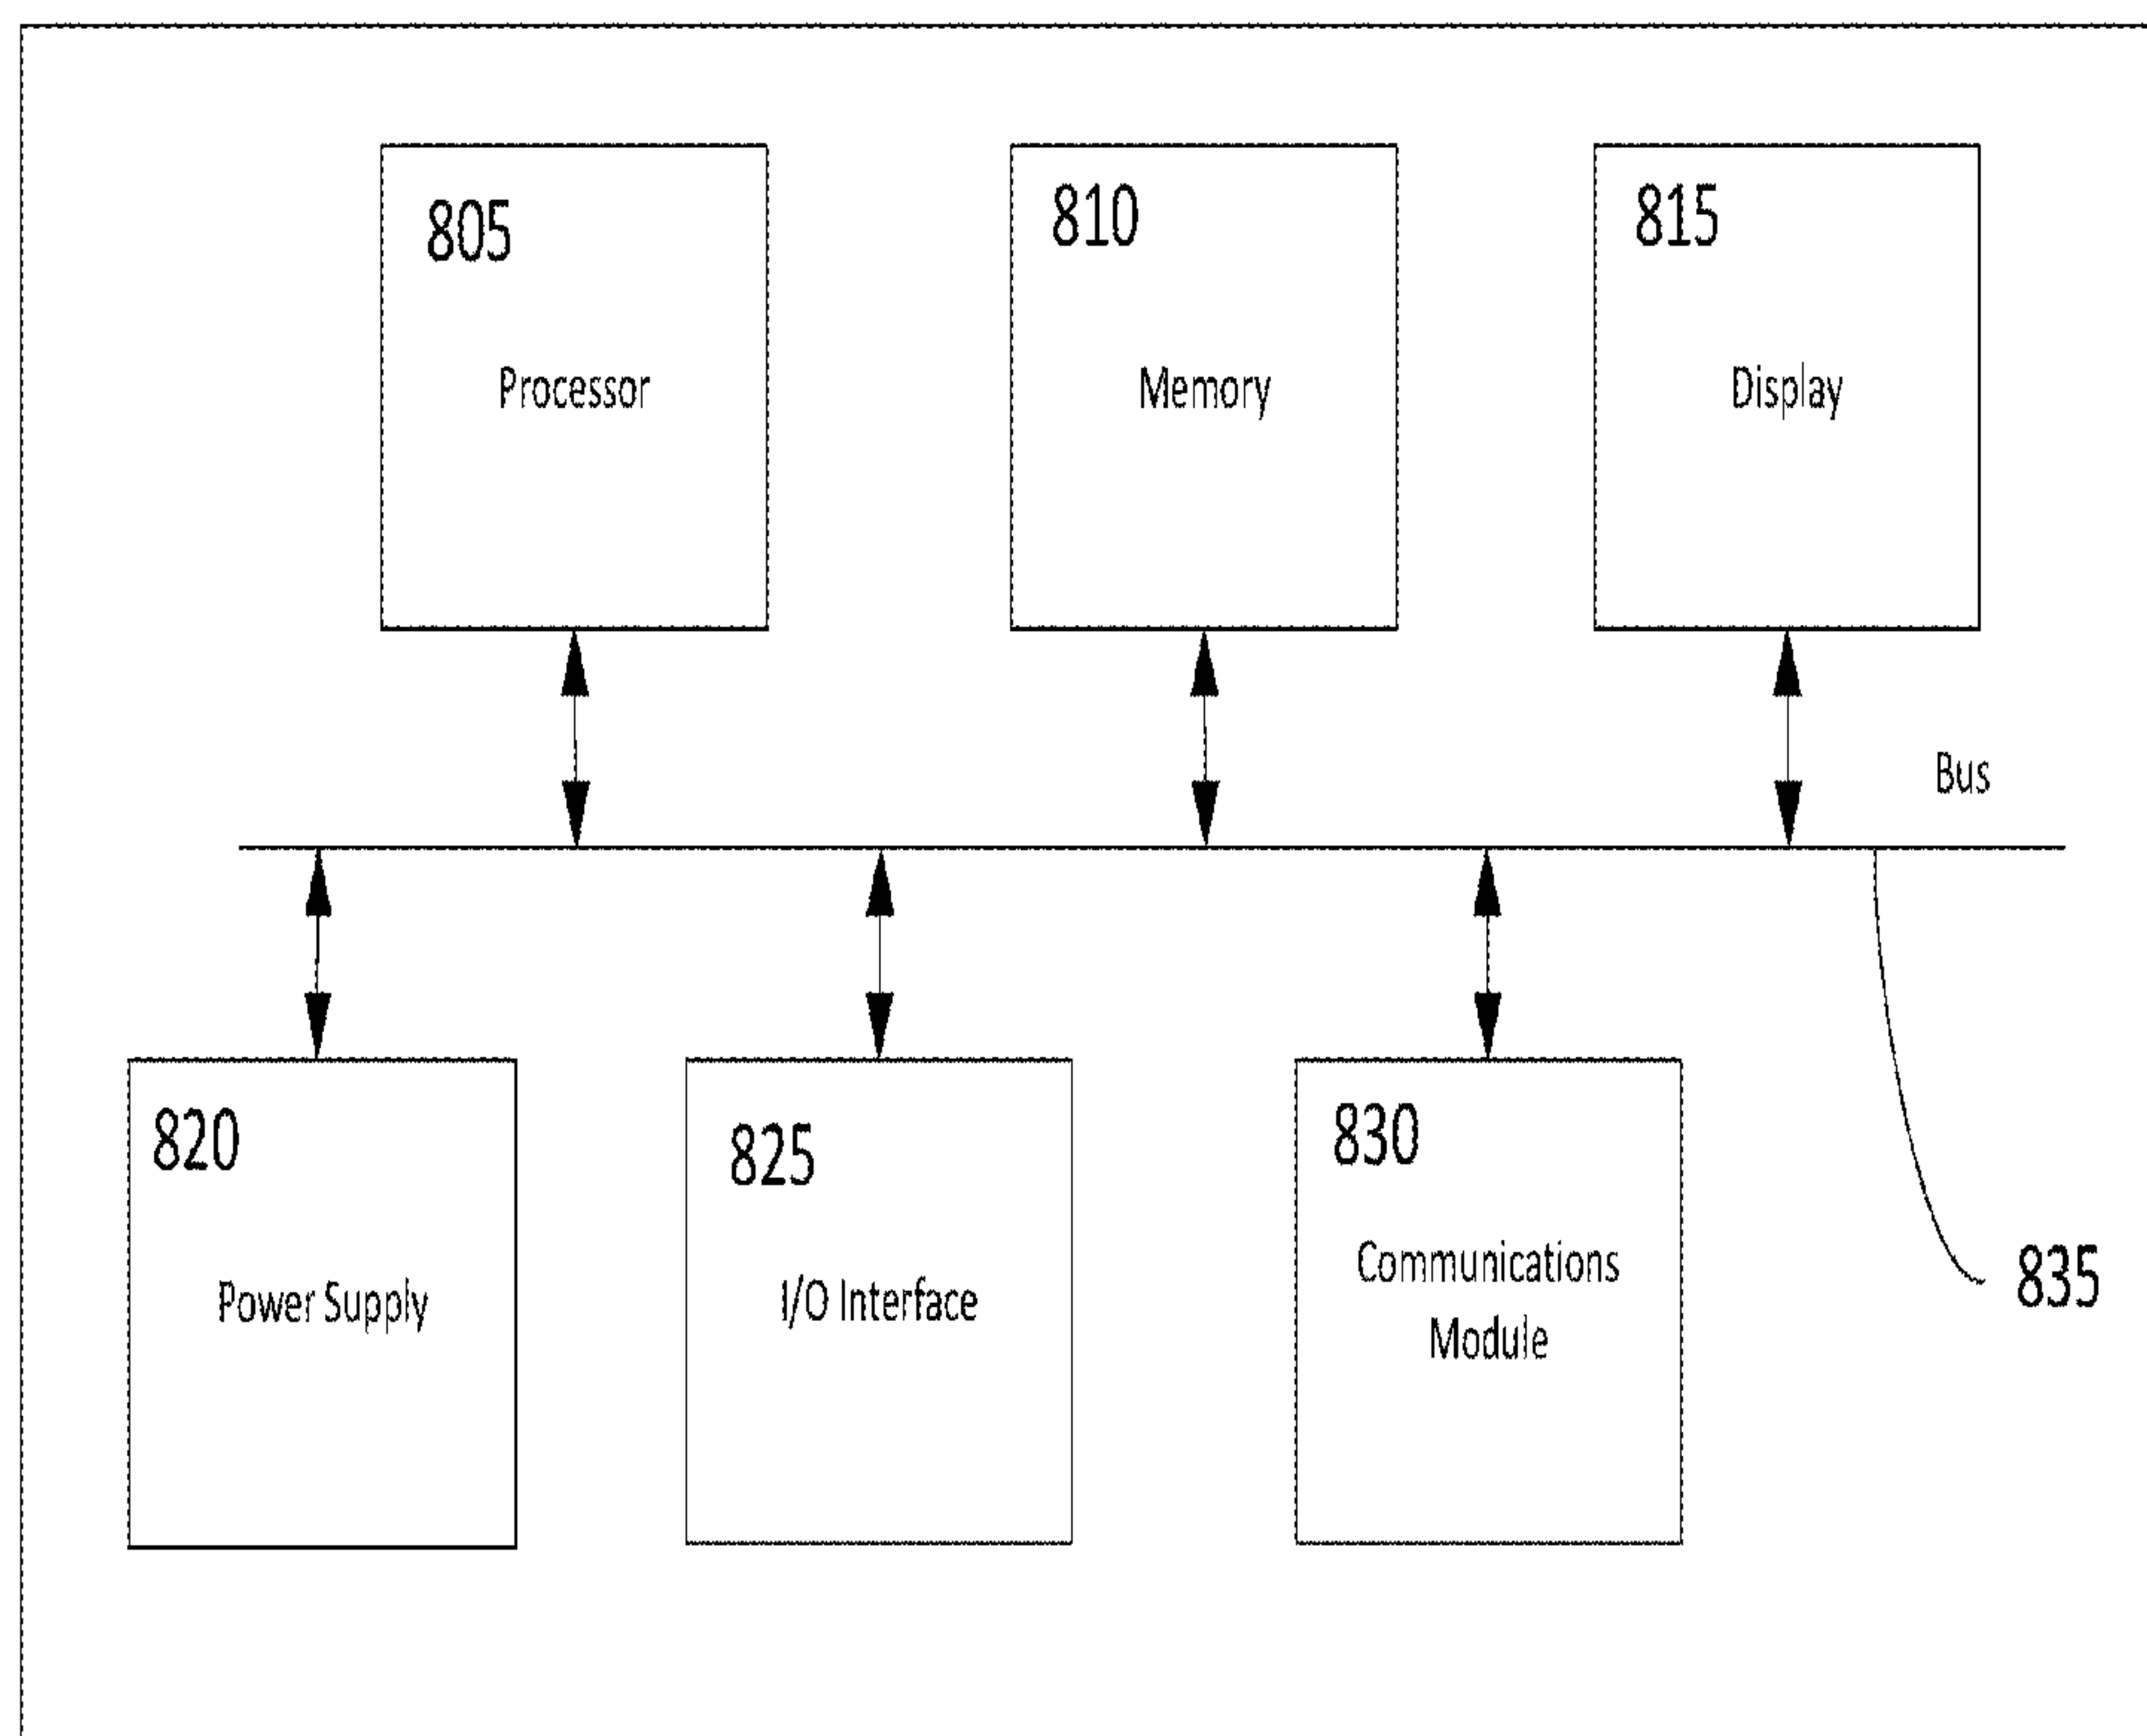 805
Processor
810
Memory
815
Display
Bus
820
Power Supply
825
I/O Interface
830
Communications
Module
835